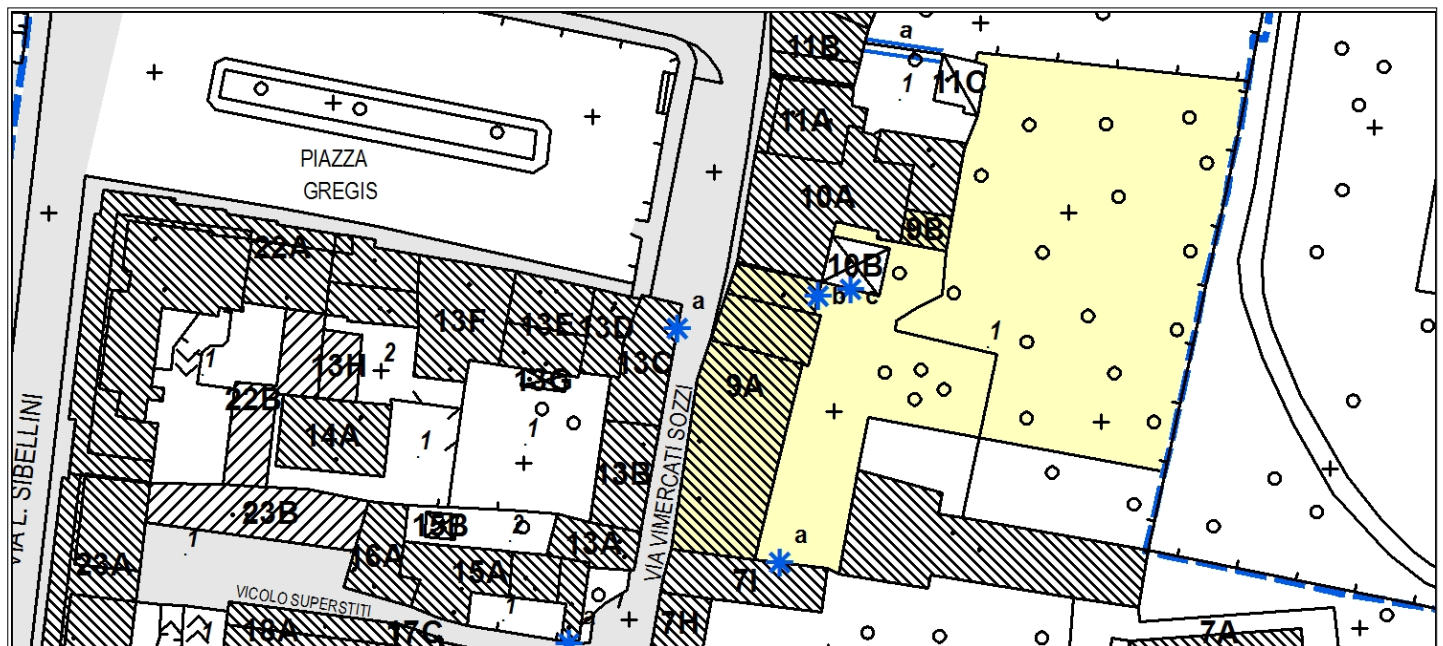 11B
a
1
11C
11A
PIAZZA
GREGIS
10A
9B
22A
10B
b
c
a
13F
13E
13D
13C
1
1
2
13H
13G
9A
22B
14A
1
1
13B
VIA L. SIBELLINI
VIA VIMERCATI SOZZI
23B
15B
2
1
13A
a
23A
16A
15A
7I
VICOLO SUPERSTITI
1
a
1
18A
17C
7H
7A